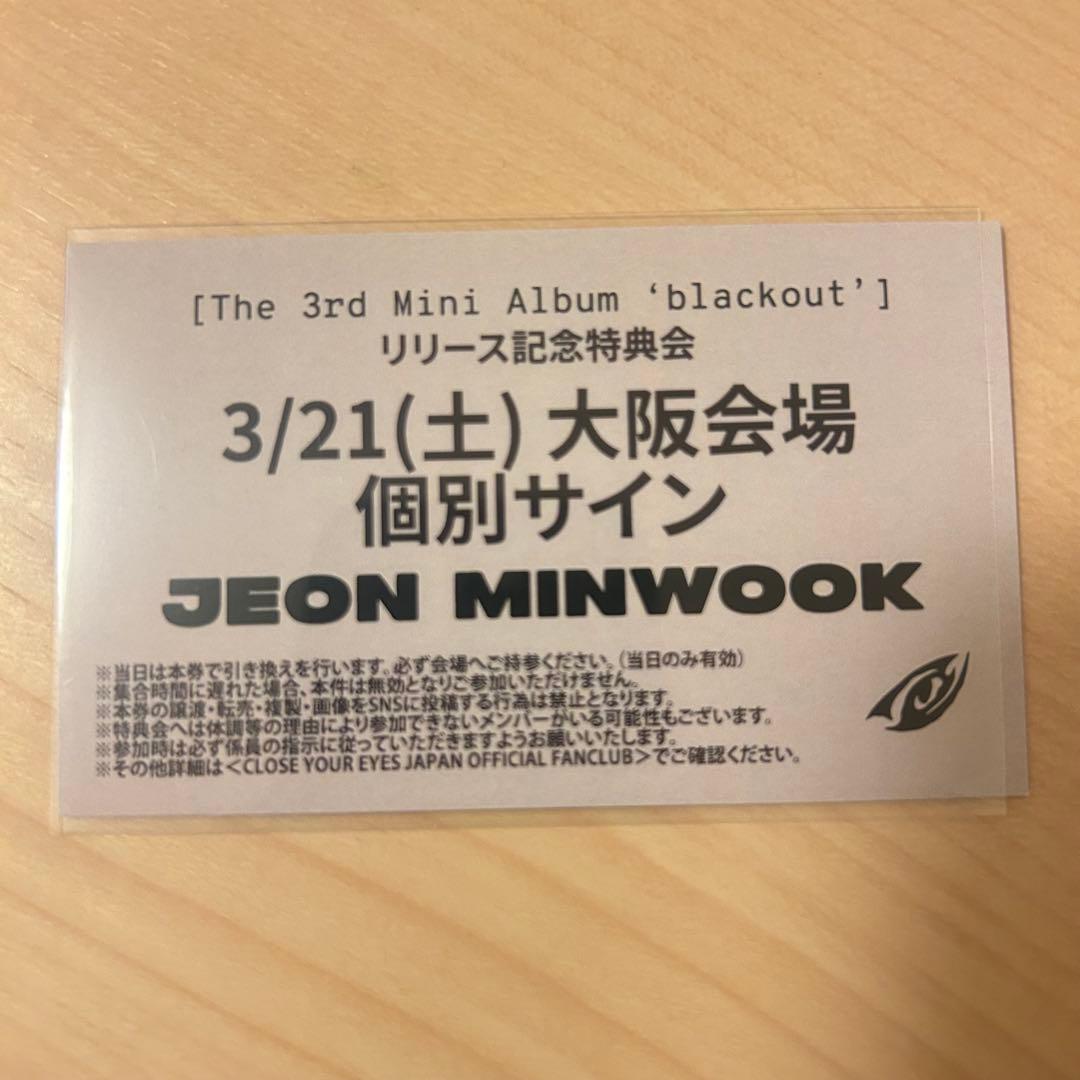 [The 3rd Mini Album ‘blackout’]
リリース記念特典会
3/21(土) 大阪会場
個別サイン
JEON MINWOOK
※当日は本券で引き換えを行います。必ず会場へご持参ください。(当日のみ有効)
※集合時間に遅れた場合、本件は無効となりご参加いただけません。
※本券の譲渡・転売・複製・画像をSNSに投稿する行為は禁止となります。
※特典会へは体調等の理由により参加できないメンバーがいる可能性もございます。
※参加時は必ず係員の指示に従っていただきますようお願いいたします。
※その他詳細は<CLOSE YOUR EYES JAPAN OFFICIAL FANCLUB>でご確認ください。